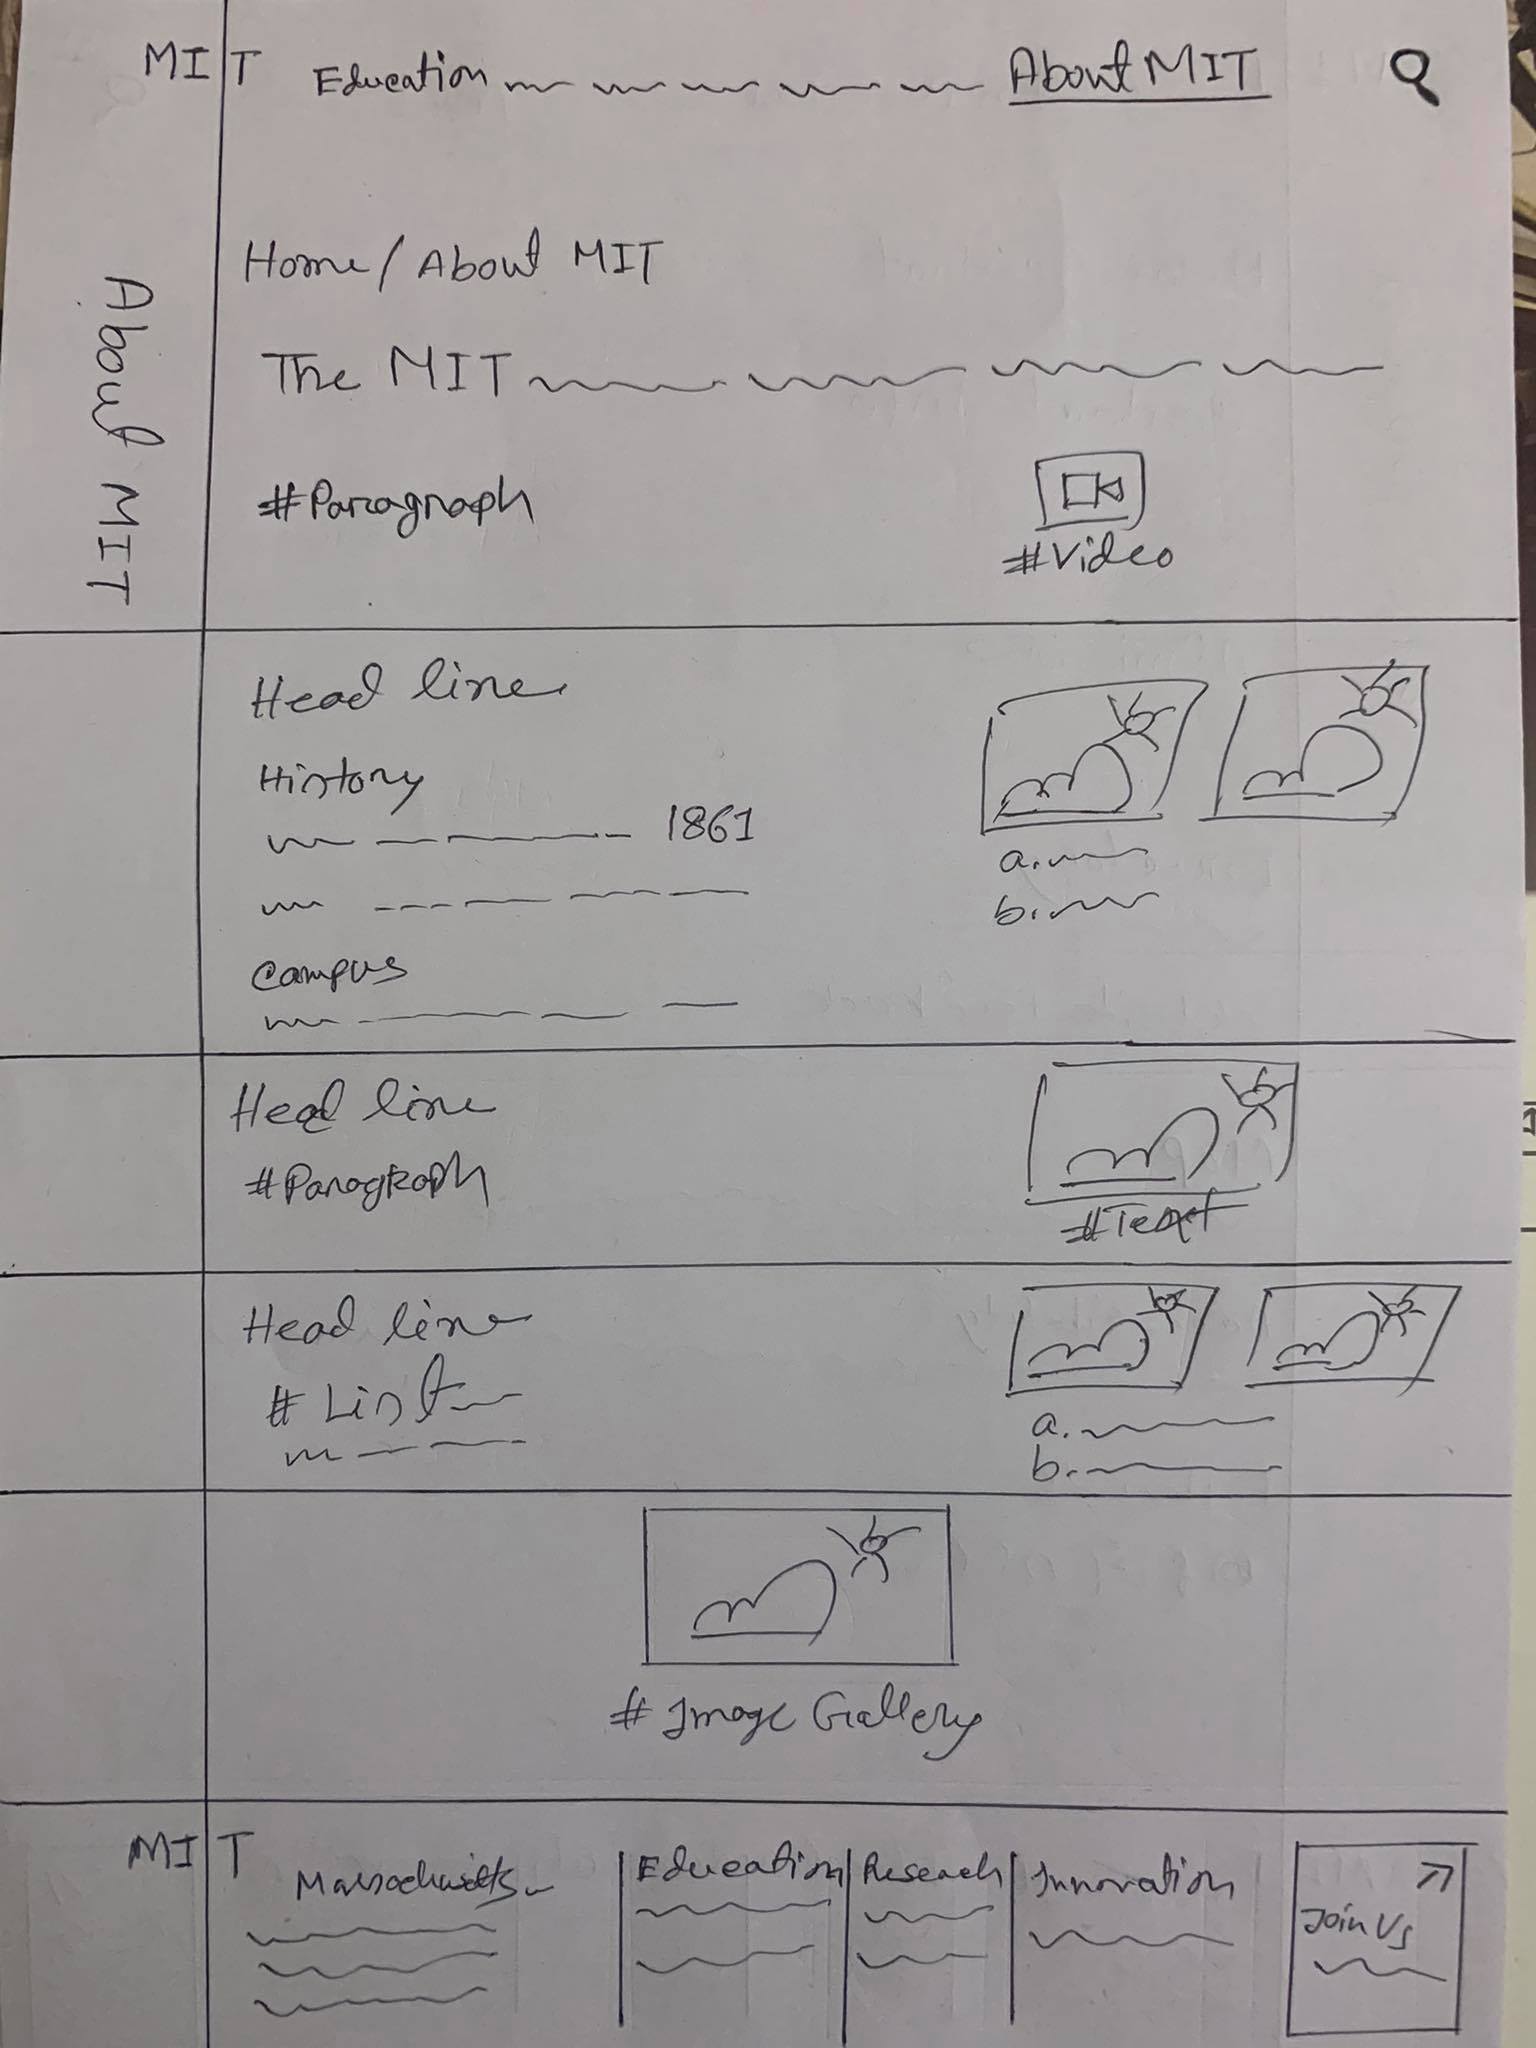 MIT Education About MIT
About MIT
Home/About MIT
The MIT
#Paragraph
#Video
Head line
History
1861
a.
b.
Campus
Head line
#Paragraph
#Text
Head line
# List
a.
b.
# Image Gallery
MIT
Education
Research
Innovation
Join Us